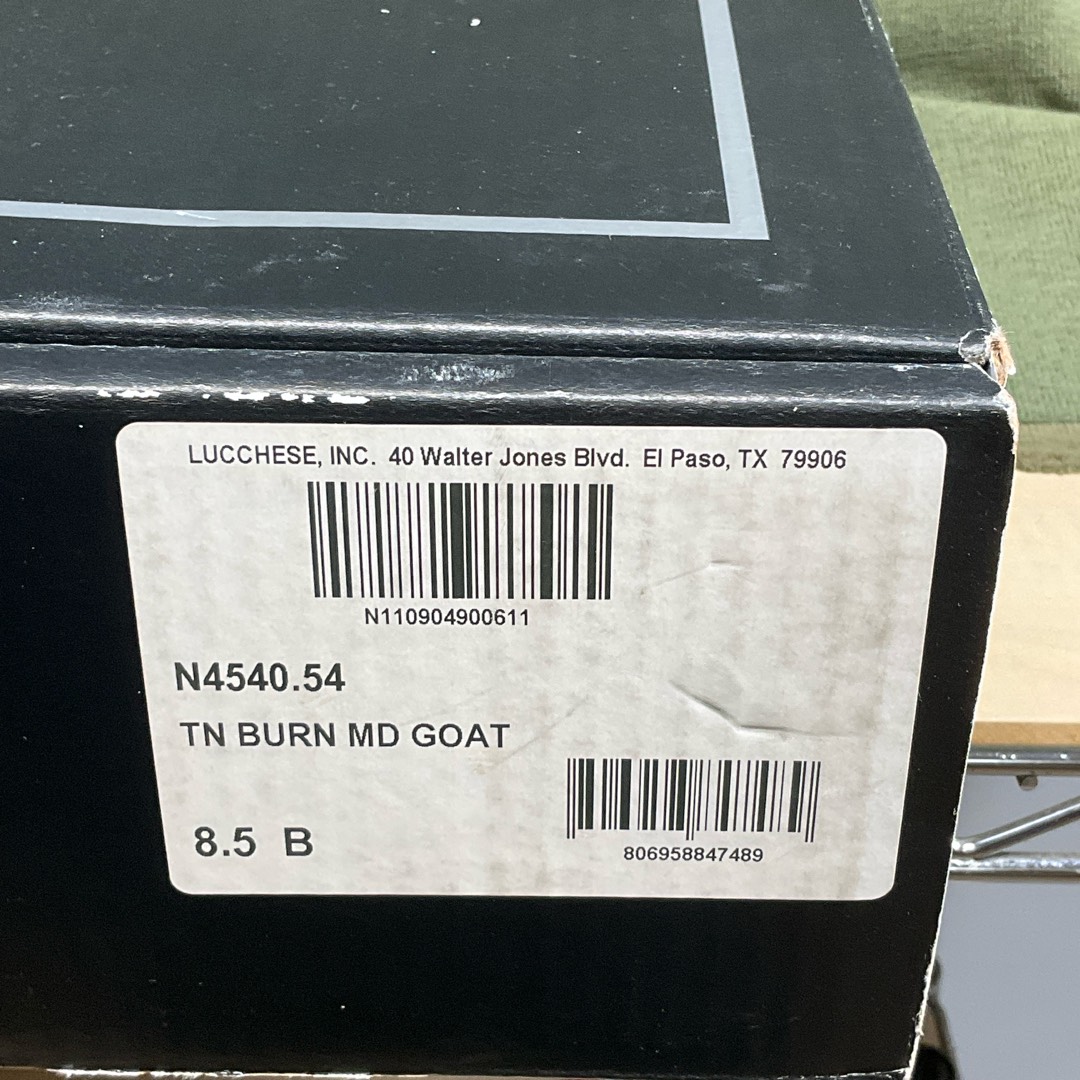 LUCCHESE, INC. 40 Walter Jones Blvd. El Paso, TX 79906
N110904900611
N4540.54
TN BURN MD GOAT
8.5 B
806958847489